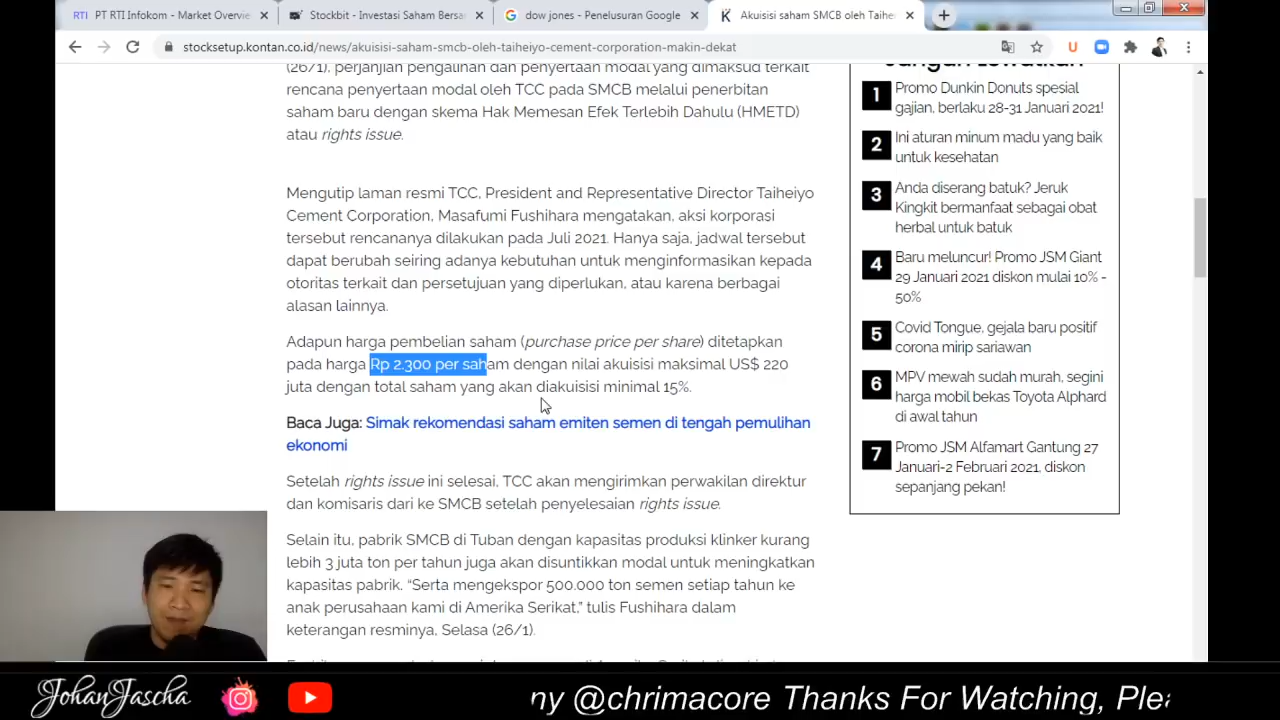 RTI PT RTI Infokom - Market Overvie
Stockbit - Investasi Saham Bersa
dow jones - Penelusuran Google
Akuisisi saham SMCB oleh Taihe
stocksetup.kontan.co.id/news/akuisisi-saham-smcb-oleh-taiheiyo-cement-corporation-makin-dekat
(26/1), perjanjian pengalihan dan penyertaan modal yang dimaksud terkait
rencana penyertaan modal oleh TCC pada SMCB melalui penerbitan
saham baru dengan skema Hak Memesan Efek Terlebih Dahulu (HMETD)
atau rights issue.
Mengutip laman resmi TCC, President and Representative Director Taiheiyo
Cement Corporation, Masafumi Fushihara mengatakan, aksi korporasi
tersebut rencananya dilakukan pada Juli 2021. Hanya saja, jadwal tersebut
dapat berubah seiring adanya kebutuhan untuk menginformasikan kepada
otoritas terkait dan persetujuan yang diperlukan, atau karena berbagai
alasan lainnya.
Adapun harga pembelian saham (purchase price per share) ditetapkan
pada harga Rp 2.300 per saham dengan nilai akuisisi maksimal US$ 220
juta dengan total saham yang akan diakuisisi minimal 15%.
Baca Juga: Simak rekomendasi saham emiten semen di tengah pemulihan
ekonomi
Setelah rights issue ini selesai, TCC akan mengirimkan perwakilan direktur
dan komisaris dari ke SMCB setelah penyelesaian rights issue.
Selain itu, pabrik SMCB di Tuban dengan kapasitas produksi klinker kurang
lebih 3 juta ton per tahun juga akan disuntikkan modal untuk meningkatkan
kapasitas pabrik. “Serta mengekspor 500.000 ton semen setiap tahun ke
anak perusahaan kami di Amerika Serikat,” tulis Fushihara dalam
keterangan resminya, Selasa (26/1).
Jangan Lewatkan
1 Promo Dunkin Donuts spesial
gajian, berlaku 28-31 Januari 2021!
2 Ini aturan minum madu yang baik
untuk kesehatan
3 Anda diserang batuk? Jeruk
Kingkit bermanfaat sebagai obat
herbal untuk batuk
4 Baru meluncur! Promo JSM Giant
29 Januari 2021 diskon mulai 10% -
50%
5 Covid Tongue, gejala baru positif
corona mirip sariawan
6 MPV mewah sudah murah, segini
harga mobil bekas Toyota Alphard
di awal tahun
7 Promo JSM Alfamart Gantung 27
Januari-2 Februari 2021, diskon
sepanjang pekan!
JohanJascha
ny @chrimacore Thanks For Watching, Plea